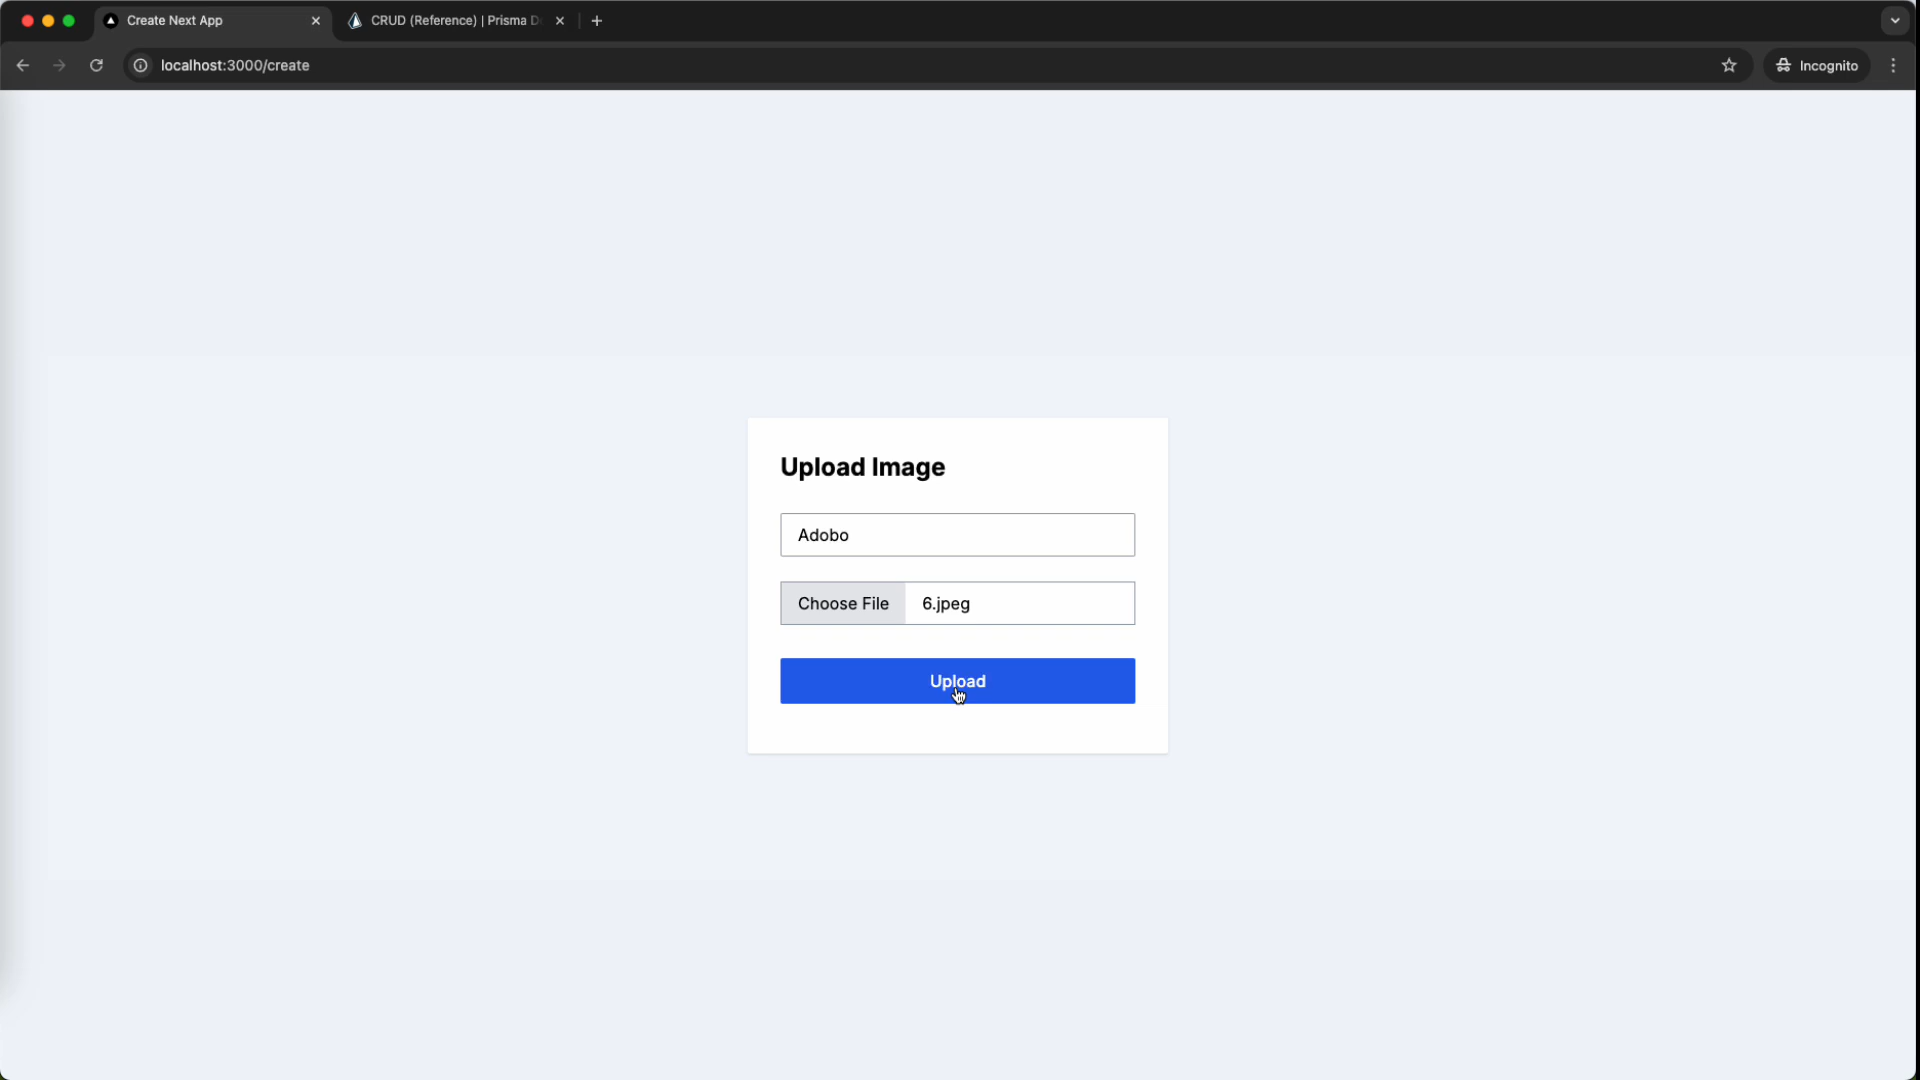 Create Next App
CRUD (Reference) | Prisma D
localhost:3000/create
Incognito
Upload Image
Adobo
Choose File 6.jpeg
Upload